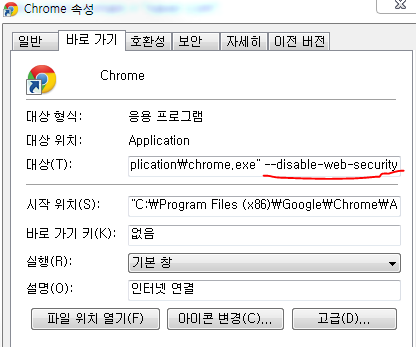 Chrome 속성
일반 바로 가기 호환성 보안 자세히 이전 버전
Chrome
대상 형식: 응용 프로그램
대상 위치: Application
대상(T): plication\chrome.exe" --disable-web-security
시작 위치(S): "C:\Program Files (x86)\Google\Chrome\A
바로 가기 키(K): 없음
실행(R): 기본 창
설명(O): 인터넷 연결
파일 위치 열기(F) 아이콘 변경(C)... 고급(D)...